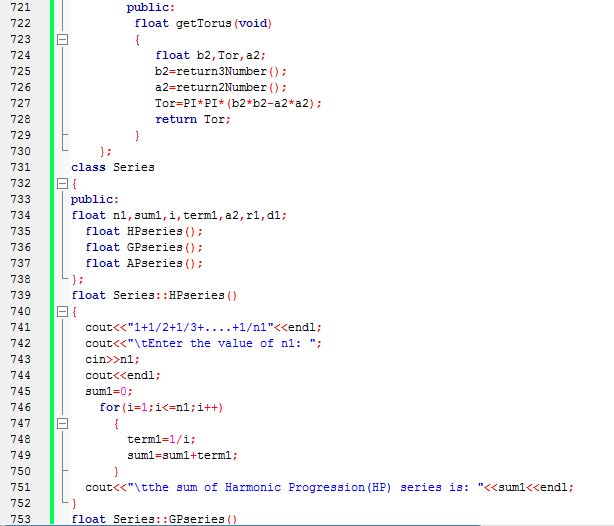 721 public:
722 float getTorus(void)
723 {
724 float b2,Tor,a2;
725 b2=return3Number();
726 a2=return2Number();
727 Tor=PI*PI*(b2*b2-a2*a2);
728 return Tor;
729 }
730 };
731 class Series
732 {
733 public:
734 float n1,sum1,i,term1,a2,r1,d1;
735 float HPseries();
736 float GPseries();
737 float APseries();
738 };
739 float Series::HPseries()
740 {
741 cout<<"1+1/2+1/3+....+1/n1"<<endl;
742 cout<<"\tEnter the value of n1: ";
743 cin>>n1;
744 cout<<endl;
745 sum1=0;
746 for(i=1;i<=n1;i++)
747 {
748 term1=1/i;
749 sum1=sum1+term1;
750 }
751 cout<<"\tthe sum of Harmonic Progression(HP) series is: "<<sum1<<endl;
752 }
753 float Series::GPseries()